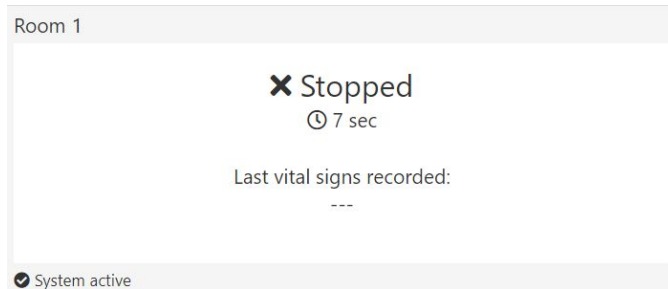 Room 1
Stopped
7 sec
Last vital signs recorded:
---
System active